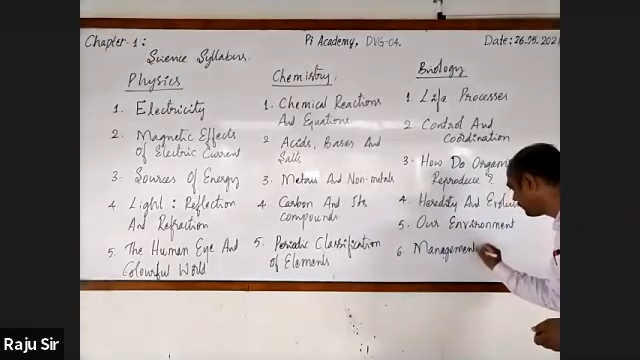 Chapter-1:
Pi Academy, DVG-04.
Date: 26.05.2021
Science Syllabus
Physics
1. Electricity
2. Magnetic Effects
Of Electric Current
3. Sources Of Energy
4. Light: Reflection
And Refraction
5. The Human Eye And
Colourful World
Chemistry:
1. Chemical Reactions
And Equations
2 Acids, Bases And
Salts
3. Metals And Non-metals
4. Carbon And Its
compounds
5. Periodic Classification
of Elements
Biology
1. Life Processes
2 Control And
Coordination
3. How Do
Reproduce?
4. Heredity And
5. Our Environment
6. Management
Raju Sir